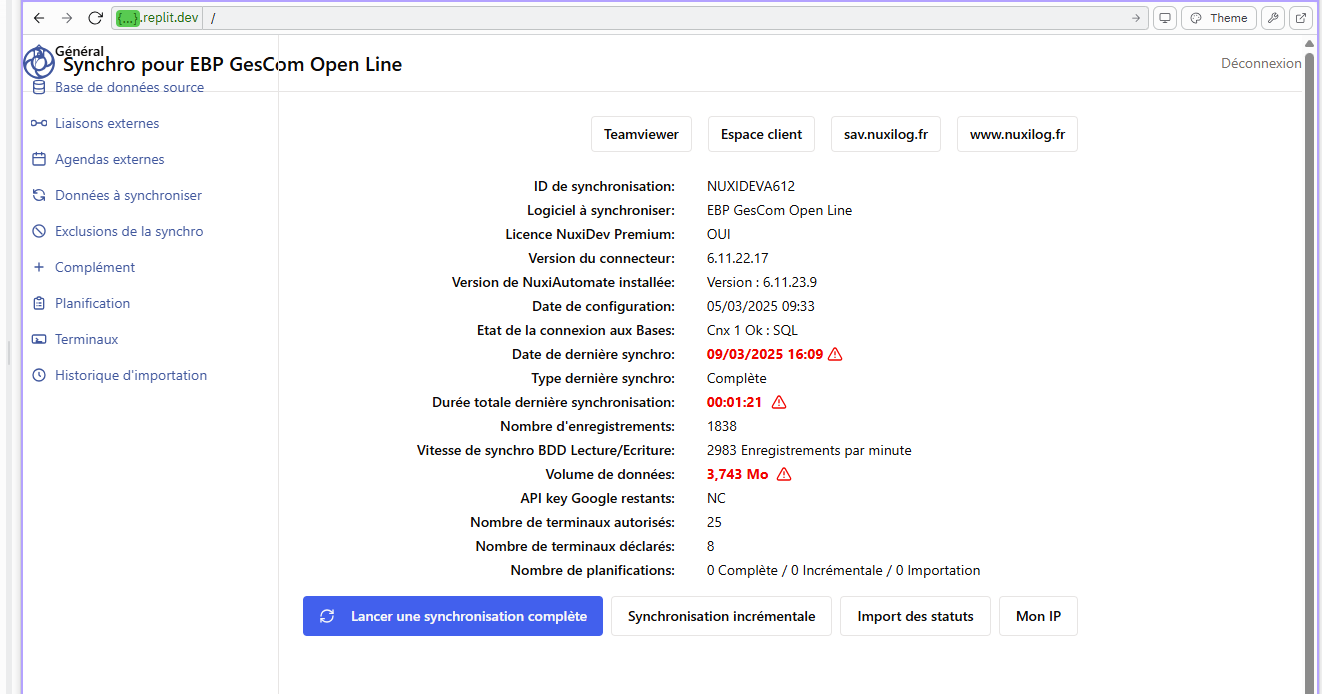 {...}.replit.dev /
Theme
Général
Synchro pour EBP GesCom Open Line
Déconnexion
Base de données source
Liaisons externes
Agendas externes
Données à synchroniser
Exclusions de la synchro
Complément
Planification
Terminaux
Historique d'importation
Teamviewer Espace client sav.nuxilog.fr www.nuxilog.fr
ID de synchronisation: NUXIDEVA612
Logiciel à synchroniser: EBP GesCom Open Line
Licence NuxiDev Premium: OUI
Version du connecteur: 6.11.22.17
Version de NuxiAutomate installée: Version : 6.11.23.9
Date de configuration: 05/03/2025 09:33
Etat de la connexion aux Bases: Cnx 1 Ok : SQL
Date de dernière synchro: 09/03/2025 16:09
Type dernière synchro: Complète
Durée totale dernière synchronisation: 00:01:21
Nombre d'enregistrements: 1838
Vitesse de synchro BDD Lecture/Ecriture: 2983 Enregistrements par minute
Volume de données: 3,743 Mo
API key Google restants: NC
Nombre de terminaux autorisés: 25
Nombre de terminaux déclarés: 8
Nombre de planifications: 0 Complète / 0 Incrémentale / 0 Importation
Lancer une synchronisation complète Synchronisation incrémentale Import des statuts Mon IP